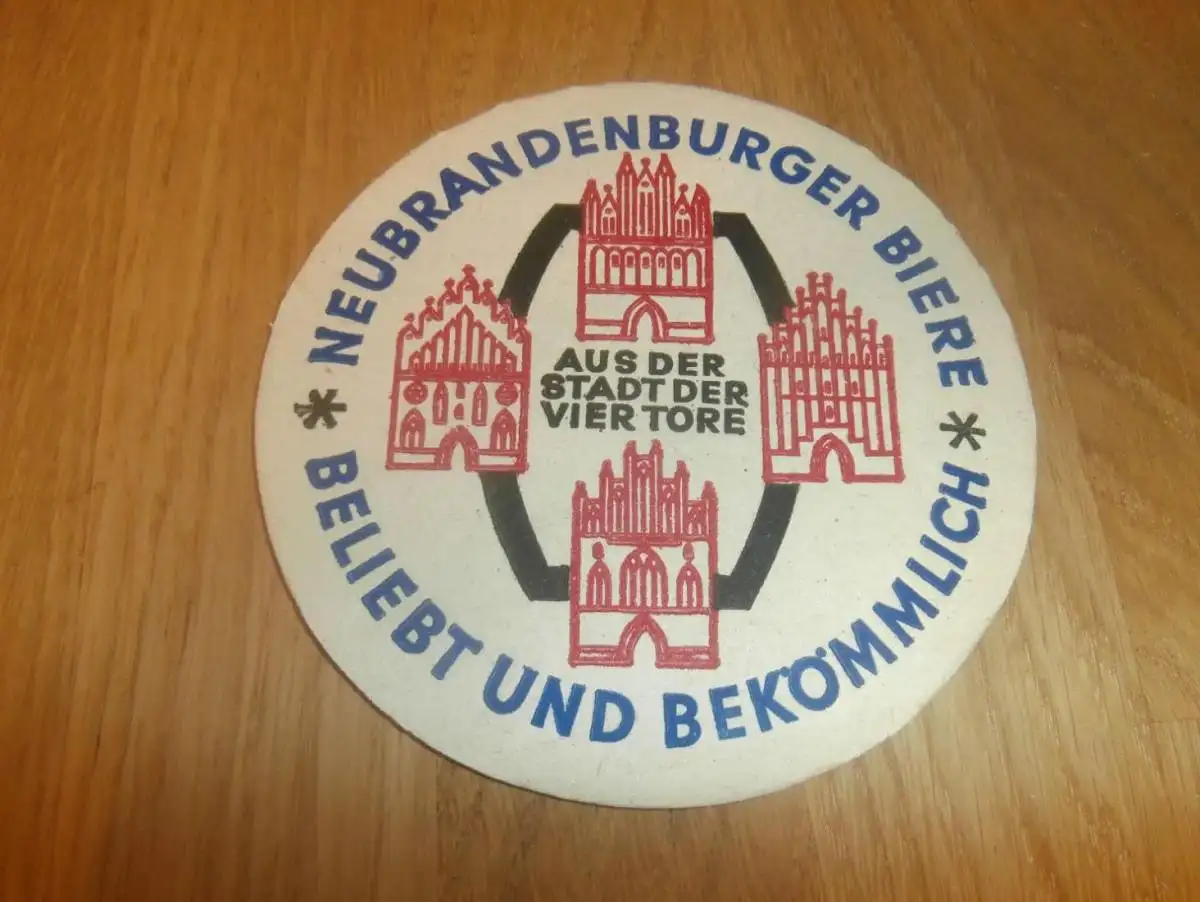 NEUBRANDENBURGER BIERE
AUS DER
STADT DER
VIER TORE
* BELIEBT UND BEKÖMMLICH *